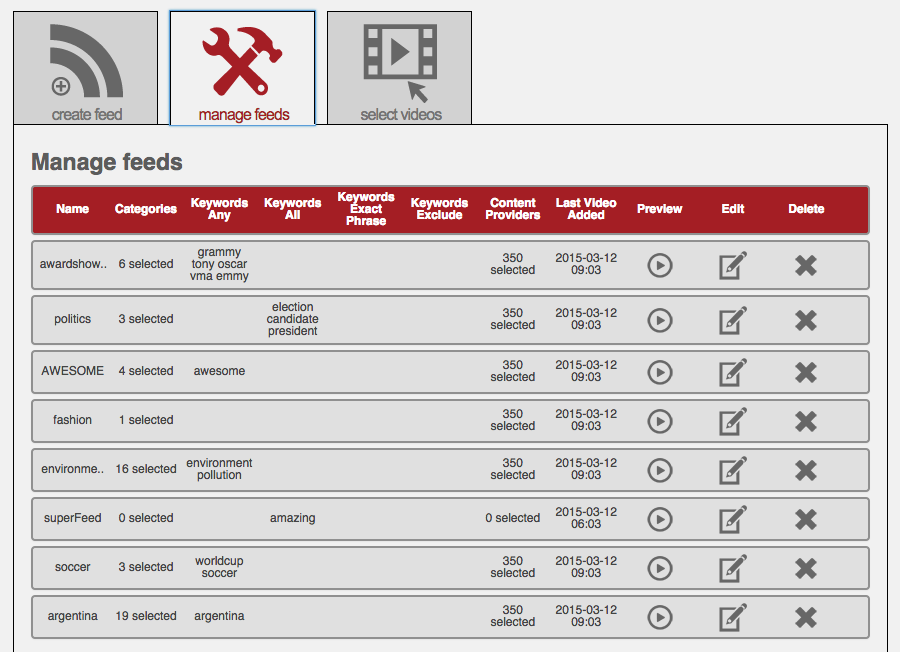 create feed
manage feeds
select videos
Manage feeds
Name Categories Keywords Any Keywords All Keywords Exact Phrase Keywords Exclude Content Providers Last Video Added Preview Edit Delete
awardshow.. 6 selected grammy tony oscar vma emmy 350 selected 2015-03-12 09:03
politics 3 selected election candidate president 350 selected 2015-03-12 09:03
AWESOME 4 selected awesome 350 selected 2015-03-12 09:03
fashion 1 selected 350 selected 2015-03-12 09:03
environme.. 16 selected environment pollution 350 selected 2015-03-12 09:03
superFeed 0 selected amazing 0 selected 2015-03-12 06:03
soccer 3 selected worldcup soccer 350 selected 2015-03-12 09:03
argentina 19 selected argentina 350 selected 2015-03-12 09:03